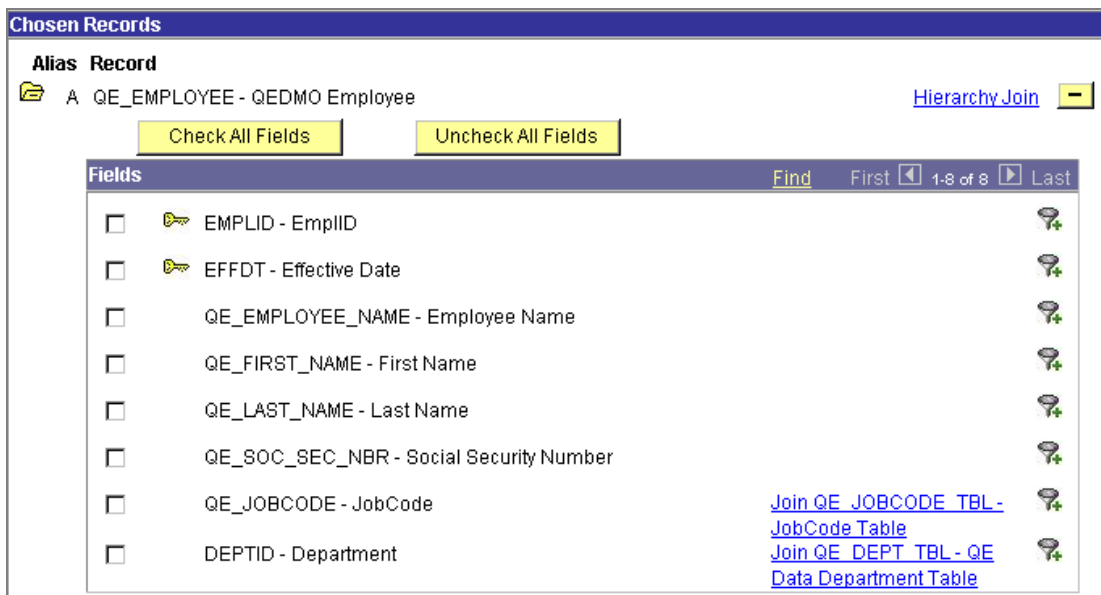 Chosen Records
Alias Record
A QE_EMPLOYEE - QEDMO Employee Hierarchy Join
Check All Fields Uncheck All Fields
Fields Find First 1-8 of 8 Last
EMPLID - EmplID
EFFDT - Effective Date
QE_EMPLOYEE_NAME - Employee Name
QE_FIRST_NAME - First Name
QE_LAST_NAME - Last Name
QE_SOC_SEC_NBR - Social Security Number
QE_JOBCODE - JobCode Join QE_JOBCODE_TBL -
JobCode Table
DEPTID - Department Join QE_DEPT_TBL - QE
Data Department Table